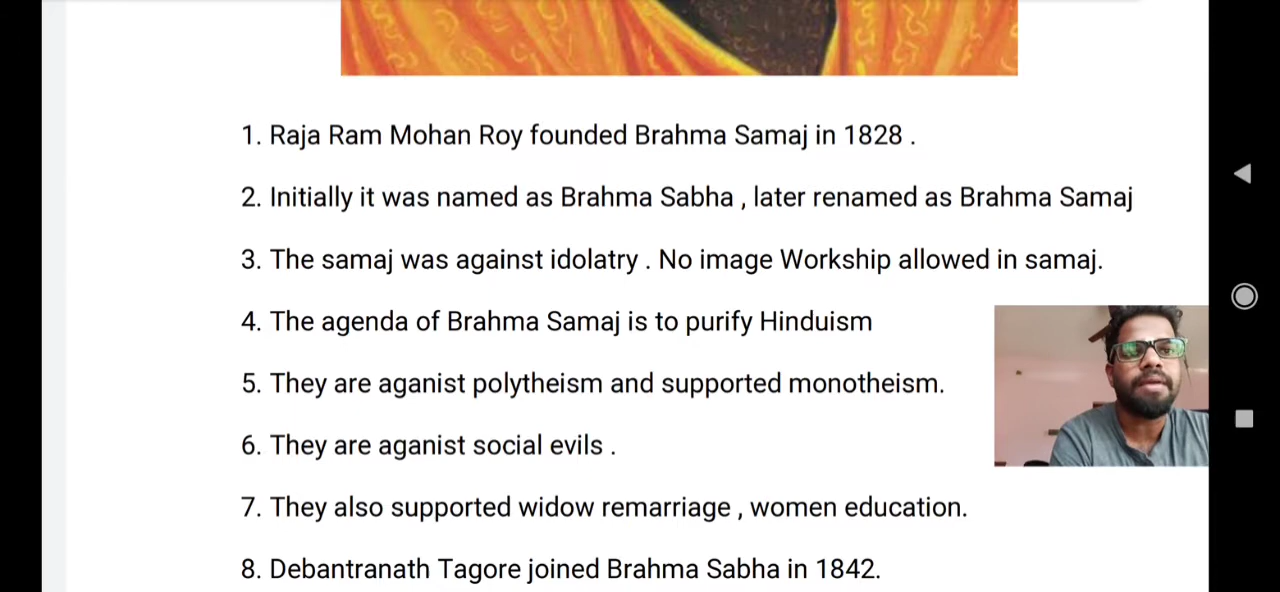 1. Raja Ram Mohan Roy founded Brahma Samaj in 1828 .
2. Initially it was named as Brahma Sabha , later renamed as Brahma Samaj
3. The samaj was against idolatry . No image Workship allowed in samaj.
4. The agenda of Brahma Samaj is to purify Hinduism
5. They are aganist polytheism and supported monotheism.
6. They are aganist social evils .
7. They also supported widow remarriage , women education.
8. Debantranath Tagore joined Brahma Sabha in 1842.